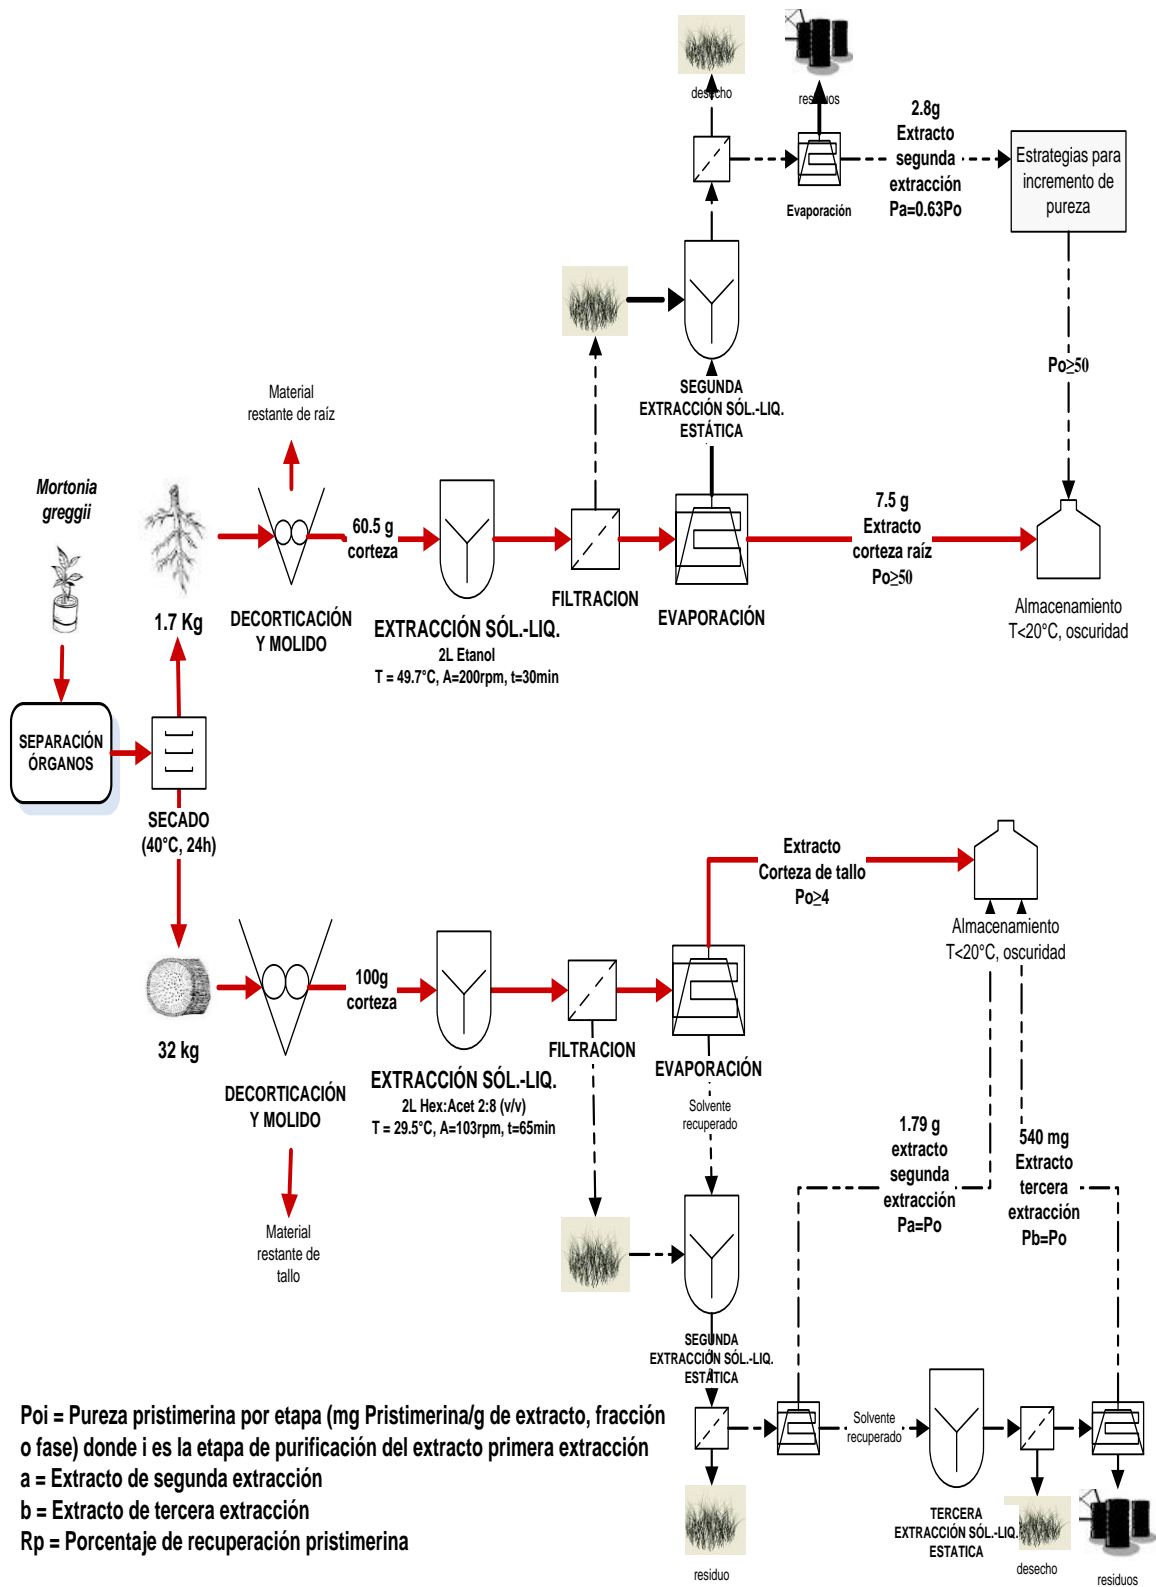 desecho
residuos
2.8g
Extracto
segunda
extracción
Pa=0.63Po
Estrategias para
incremento de
pureza
Evaporación
Po≥50
SEGUNDA
EXTRACCIÓN SÓL.-LIQ.
ESTÁTICA
Material
restante de raíz
Mortonia
greggii
1.7 Kg
DECORTICACIÓN
Y MOLIDO
60.5 g
corteza
EXTRACCIÓN SÓL.-LIQ.
2L Etanol
T = 49.7°C, A=200rpm, t=30min
FILTRACION
EVAPORACIÓN
7.5 g
Extracto
corteza raíz
Po≥50
Almacenamiento
T<20°C, oscuridad
SEPARACIÓN
ÓRGANOS
SECADO
(40°C, 24h)
32 kg
DECORTICACIÓN
Y MOLIDO
Material
restante de
tallo
100g
corteza
EXTRACCIÓN SÓL.-LIQ.
2L Hex:Acet 2:8 (v/v)
T = 29.5°C, A=103rpm, t=65min
FILTRACION
EVAPORACIÓN
Extracto
Corteza de tallo
Po≥4
Almacenamiento
T<20°C, oscuridad
Solvente
recuperado
1.79 g
extracto
segunda
extracción
Pa=Po
540 mg
Extracto
tercera
extracción
Pb=Po
SEGUNDA
EXTRACCIÓN SÓL.-LIQ.
ESTÁTICA
Solvente
recuperado
TERCERA
EXTRACCIÓN SÓL.-LIQ.
ESTATICA
residuo
desecho
residuos
Poi = Pureza pristimerina por etapa (mg Pristimerina/g de extracto, fracción
o fase) donde i es la etapa de purificación del extracto primera extracción
a = Extracto de segunda extracción
b = Extracto de tercera extracción
Rp = Porcentaje de recuperación pristimerina